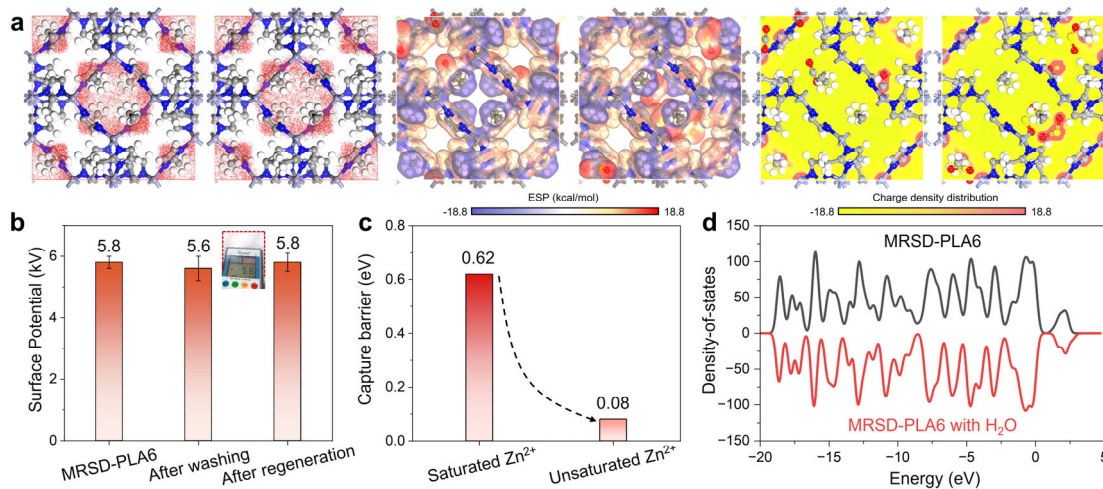 a
ESP (kcal/mol)
-18.8
18.8
Charge density distribution
-18.8
18.8
b
Surface Potential (kV)
6
4
2
0
5.8
5.6
5.8
5.6
MRSD-PLA6
After washing
After regeneration
c
Capture barrier (eV)
0.8
0.6
0.4
0.2
0.0
0.62
0.08
Saturated Zn²⁺
Unsaturated Zn²⁺
d
Density-of-states
150
100
50
0
-50
-100
-150
MRSD-PLA6
MRSD-PLA6 with H₂O
-20
-15
-10
-5
0
5
Energy (eV)